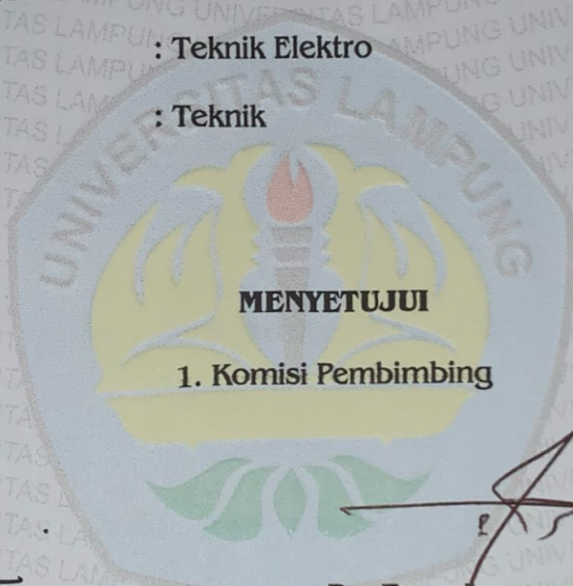 : Teknik Elektro
: Teknik
UNIVERSITAS LAMPUNG
MENYETUJUI
1. Komisi Pembimbing